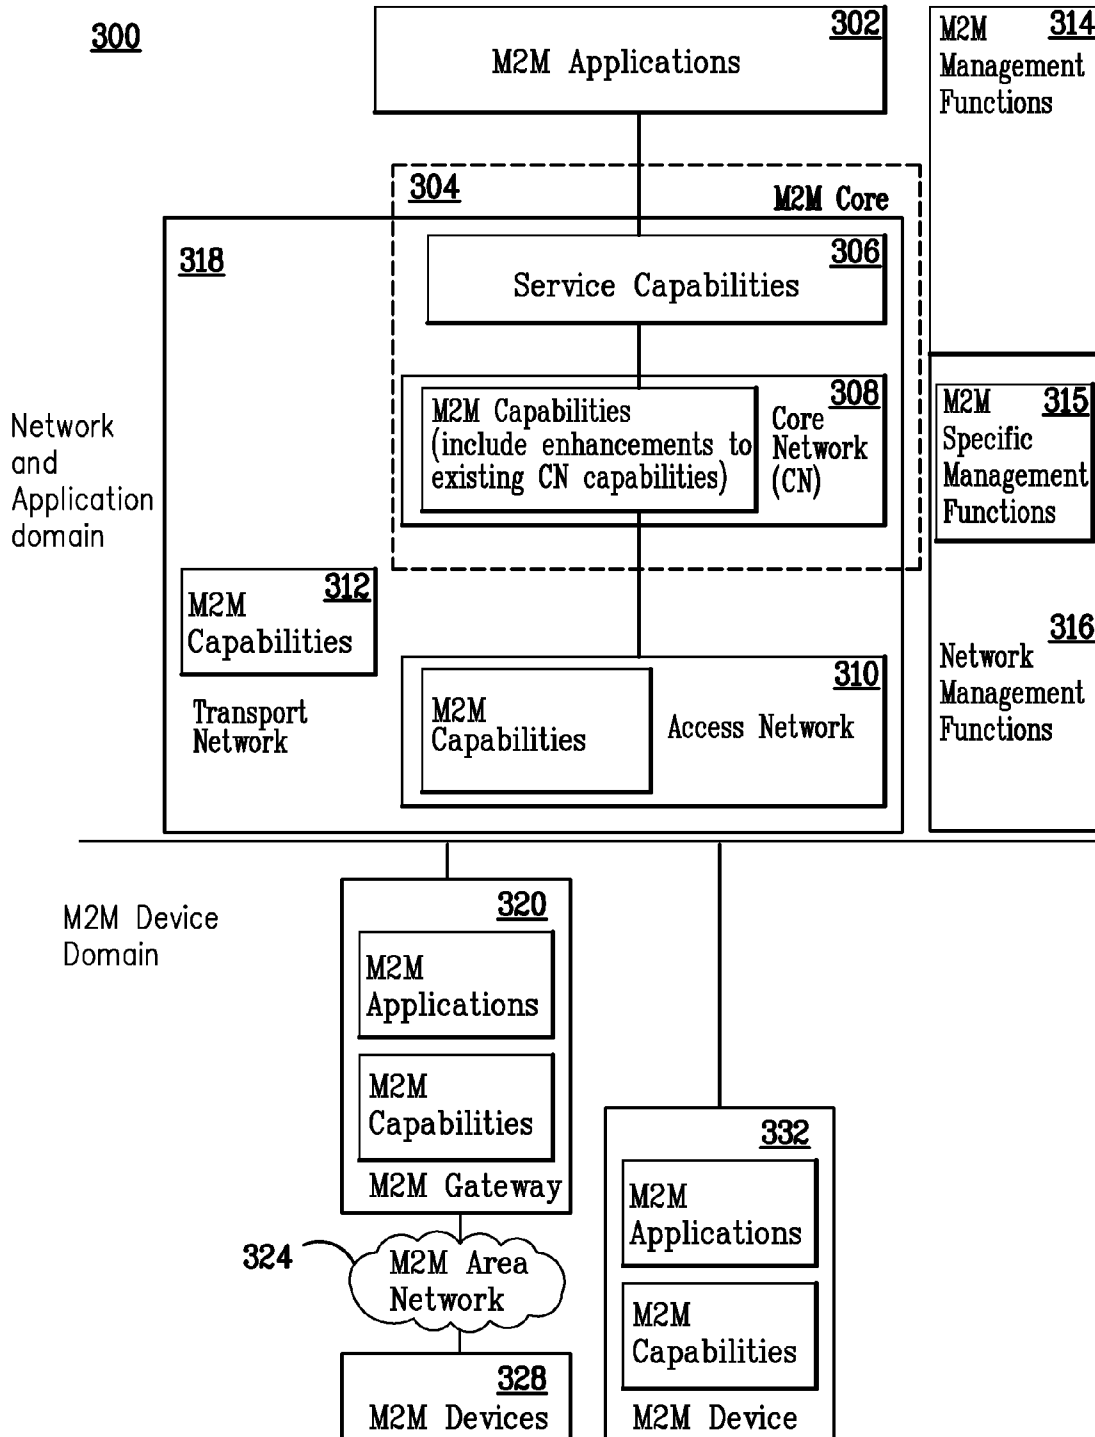 300
302
M2M Applications
314
M2M
Management
Functions
304
M2M Core
318
306
Service Capabilities
308
M2M Capabilities
(include enhancements to
existing CN capabilities)
Core
Network
(CN)
315
M2M
Specific
Management
Functions
Network
and
Application
domain
312
M2M
Capabilities
Transport
Network
310
M2M
Capabilities
Access Network
316
Network
Management
Functions
M2M Device
Domain
320
M2M
Applications
M2M
Capabilities
M2M Gateway
324
M2M Area
Network
328
M2M Devices
332
M2M
Applications
M2M
Capabilities
M2M Device